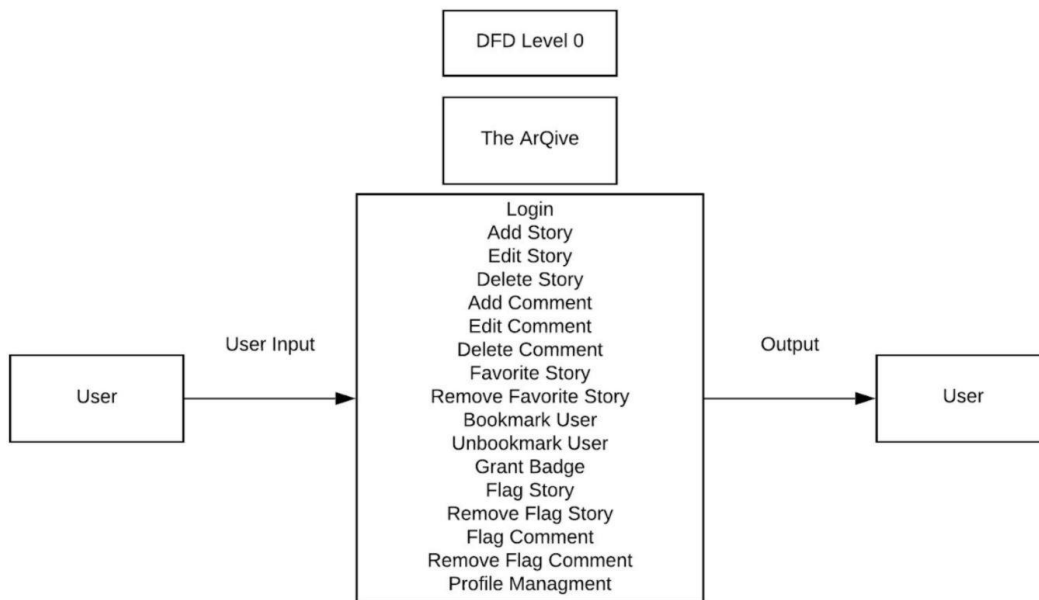 DFD Level 0
The ArQive
Login
Add Story
Edit Story
Delete Story
Add Comment
Edit Comment
Delete Comment
Favorite Story
Remove Favorite Story
Bookmark User
Unbookmark User
Grant Badge
Flag Story
Remove Flag Story
Flag Comment
Remove Flag Comment
Profile Managment
User
User Input
Output
User